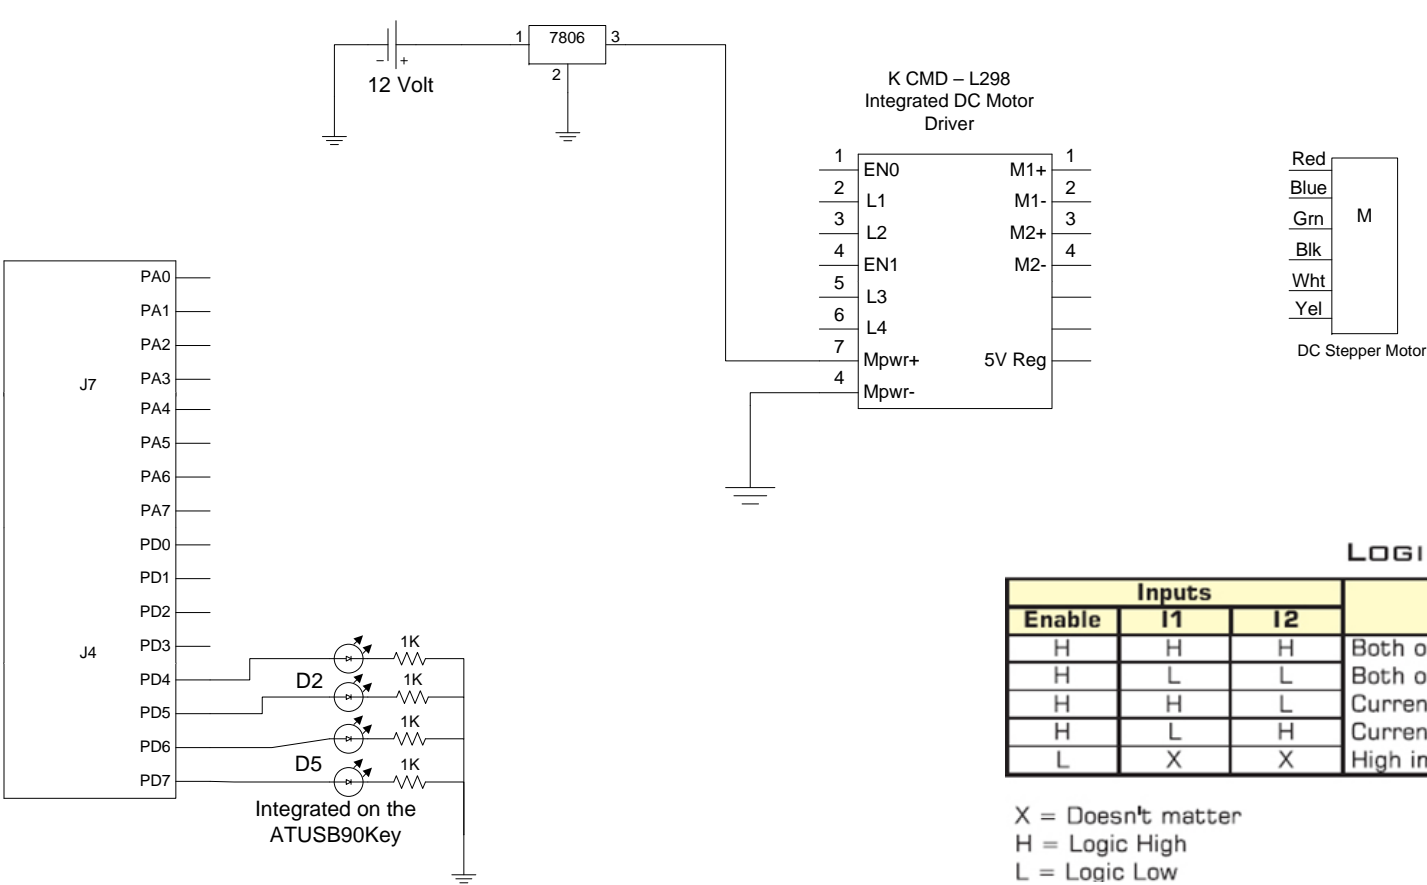 1 7806 3
2
− +
12 Volt
K CMD – L298
Integrated DC Motor
Driver
1 EN0 M1+ 1
2 L1 M1- 2
3 L2 M2+ 3
4 EN1 M2- 4
5 L3
6 L4
7 Mpwr+ 5V Reg
4 Mpwr-
Red
Blue
Grn M
Blk
Wht
Yel
DC Stepper Motor
PA0
PA1
PA2
PA3
J7
PA4
PA5
PA6
PA7
PD0
PD1
PD2
PD3
J4
PD4
PD5
PD6
PD7
1K
D2 1K
1K
D5 1K
Integrated on the
ATUSB90Key
Inputs
Enable I1 I2
H H H Both
H L L Both
H H L
H L H
L X X High
X = Doesn't matter
H = Logic High
L = Logic Low